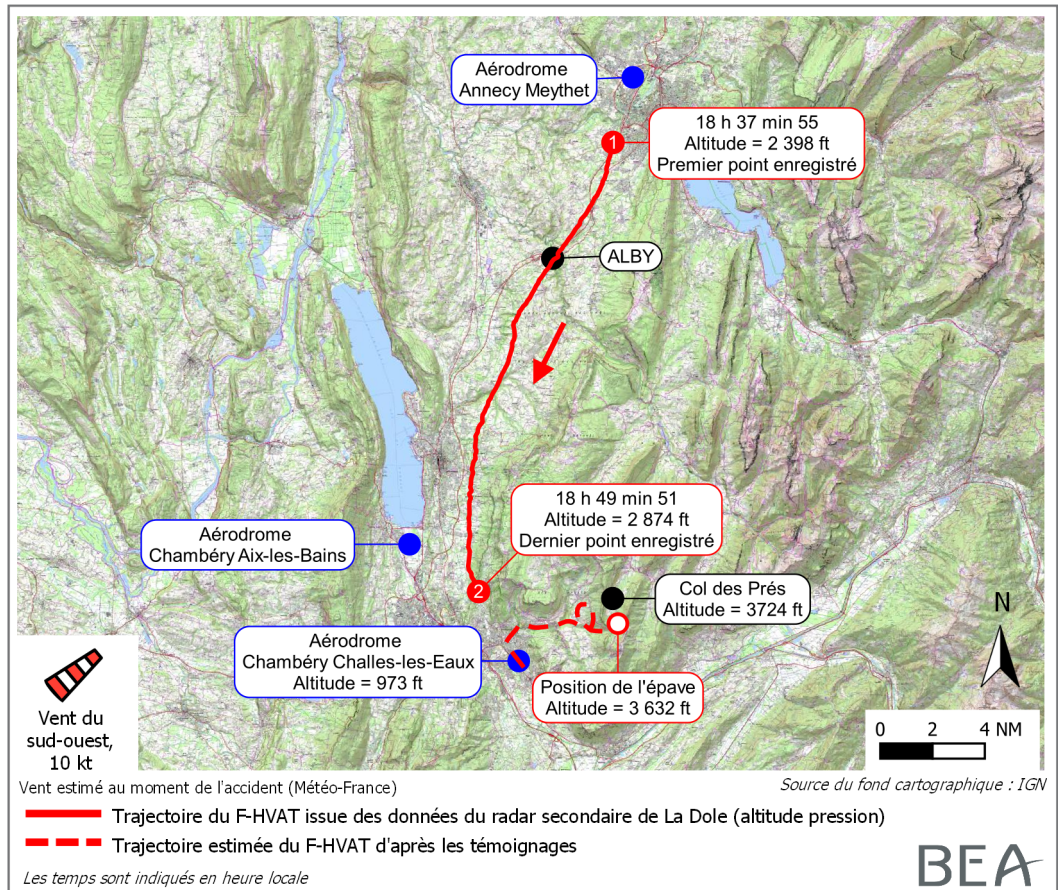 Aérodrome
Annecy Meythet
18 h 37 min 55
Altitude = 2 398 ft
Premier point enregistré
1
ALBY
18 h 49 min 51
Altitude = 2 874 ft
Dernier point enregistré
Aérodrome
Chambéry Aix-les-Bains
2
Col des Prés
Altitude = 3724 ft
N
Aérodrome
Chambéry Challes-les-Eaux
Altitude = 973 ft
Position de l'épave
Altitude = 3 632 ft
Vent du
sud-ouest,
10 kt
0 2 4 NM
Vent estimé au moment de l'accident (Météo-France)
Source du fond cartographique : IGN
Trajectoire du F-HVAT issue des données du radar secondaire de La Dole (altitude pression)
Trajectoire estimée du F-HVAT d'après les témoignages
Les temps sont indiqués en heure locale
BEA